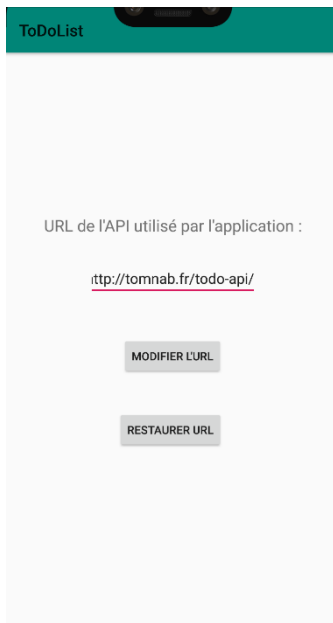 ToDoList
URL de l'API utilisé par l'application :
ttp://tomnab.fr/todo-api/
MODIFIER L'URL
RESTAURER URL